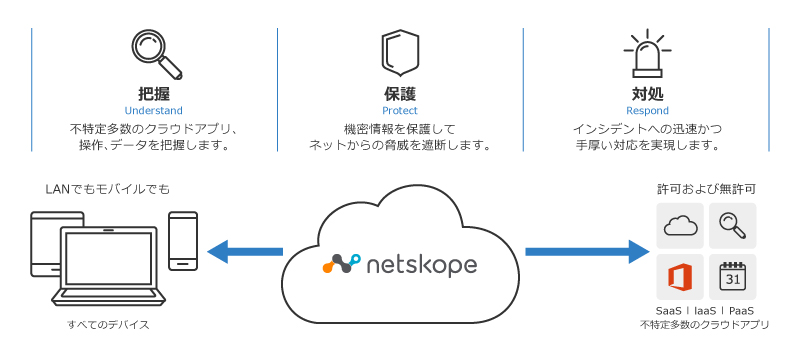 把握
Understand
不特定多数のクラウドアプリ、
操作、データを把握します。
保護
Protect
機密情報を保護して
ネットからの脅威を遮断します。
対処
Respond
インシデントへの迅速かつ
手厚い対応を実現します。
LANでもモバイルでも
すべてのデバイス
netskope
許可および無許可
31
SaaS | IaaS | PaaS
不特定多数のクラウドアプリ